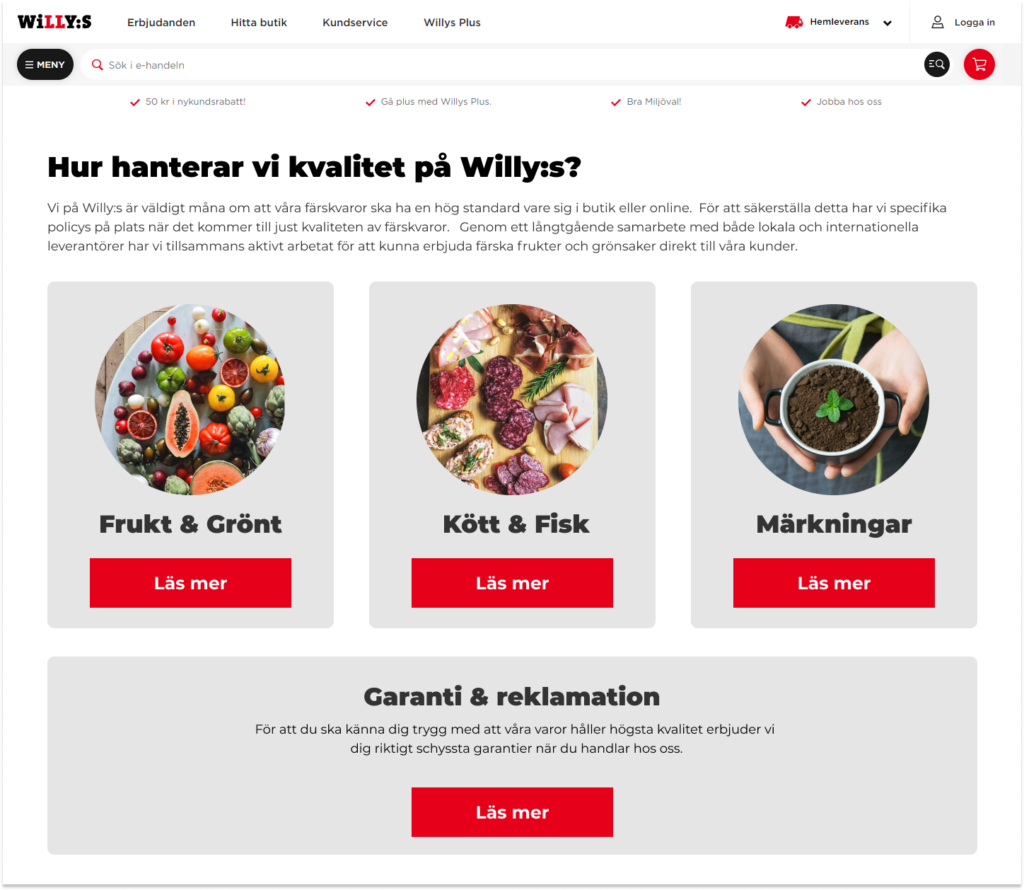 WiLLY:S
Erbjudanden
Hitta butik
Kundservice
Willys Plus
Hemleverans
Logga in
MENY
Sök i e-handeln
50 kr i nykundsrabatt!
Gå plus med Willys Plus.
Bra Miljöval!
Jobba hos oss
Hur hanterar vi kvalitet på Willy:s?
Vi på Willy:s är väldigt måna om att våra färskvaror ska ha en hög standard vare sig i butik eller online.  För att säkerställa detta har vi specifika
policys på plats när det kommer till just kvaliteten av färskvaror.   Genom ett långtgående samarbete med både lokala och internationella
leverantörer har vi tillsammans aktivt arbetat för att kunna erbjuda färska frukter och grönsaker direkt till våra kunder.
Frukt & Grönt
Läs mer
Kött & Fisk
Läs mer
Märkningar
Läs mer
Garanti & reklamation
För att du ska känna dig trygg med att våra varor håller högsta kvalitet erbjuder vi
dig riktigt schyssta garantier när du handlar hos oss.
Läs mer